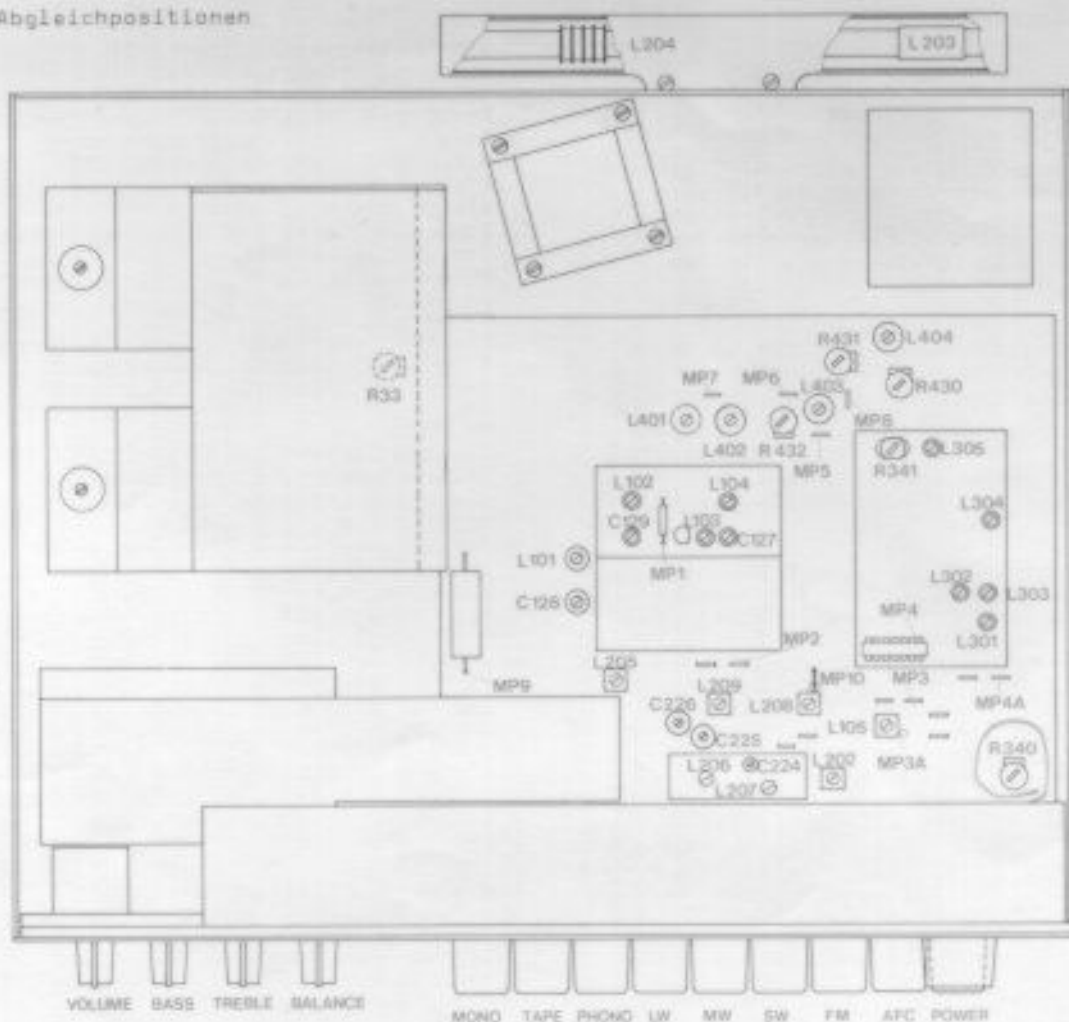 Abgleichpositionen
L204
L203
R431
L404
MP7
MP6
L403
R430
R33
L401
L402
R432
MP8
MP5
R341
L305
L102
L104
L304
C129
L103
C127
L101
MP1
L302
L303
C128
MP4
L301
MP2
L205
MP9
L209
MP10
MP3
MP4A
C226
L208
L105
C225
R340
L206
C224
L202
MP3A
L207
VOLUME BASS TREBLE BALANCE
MONO TAPE PHONO LW MW SW FM AFC POWER